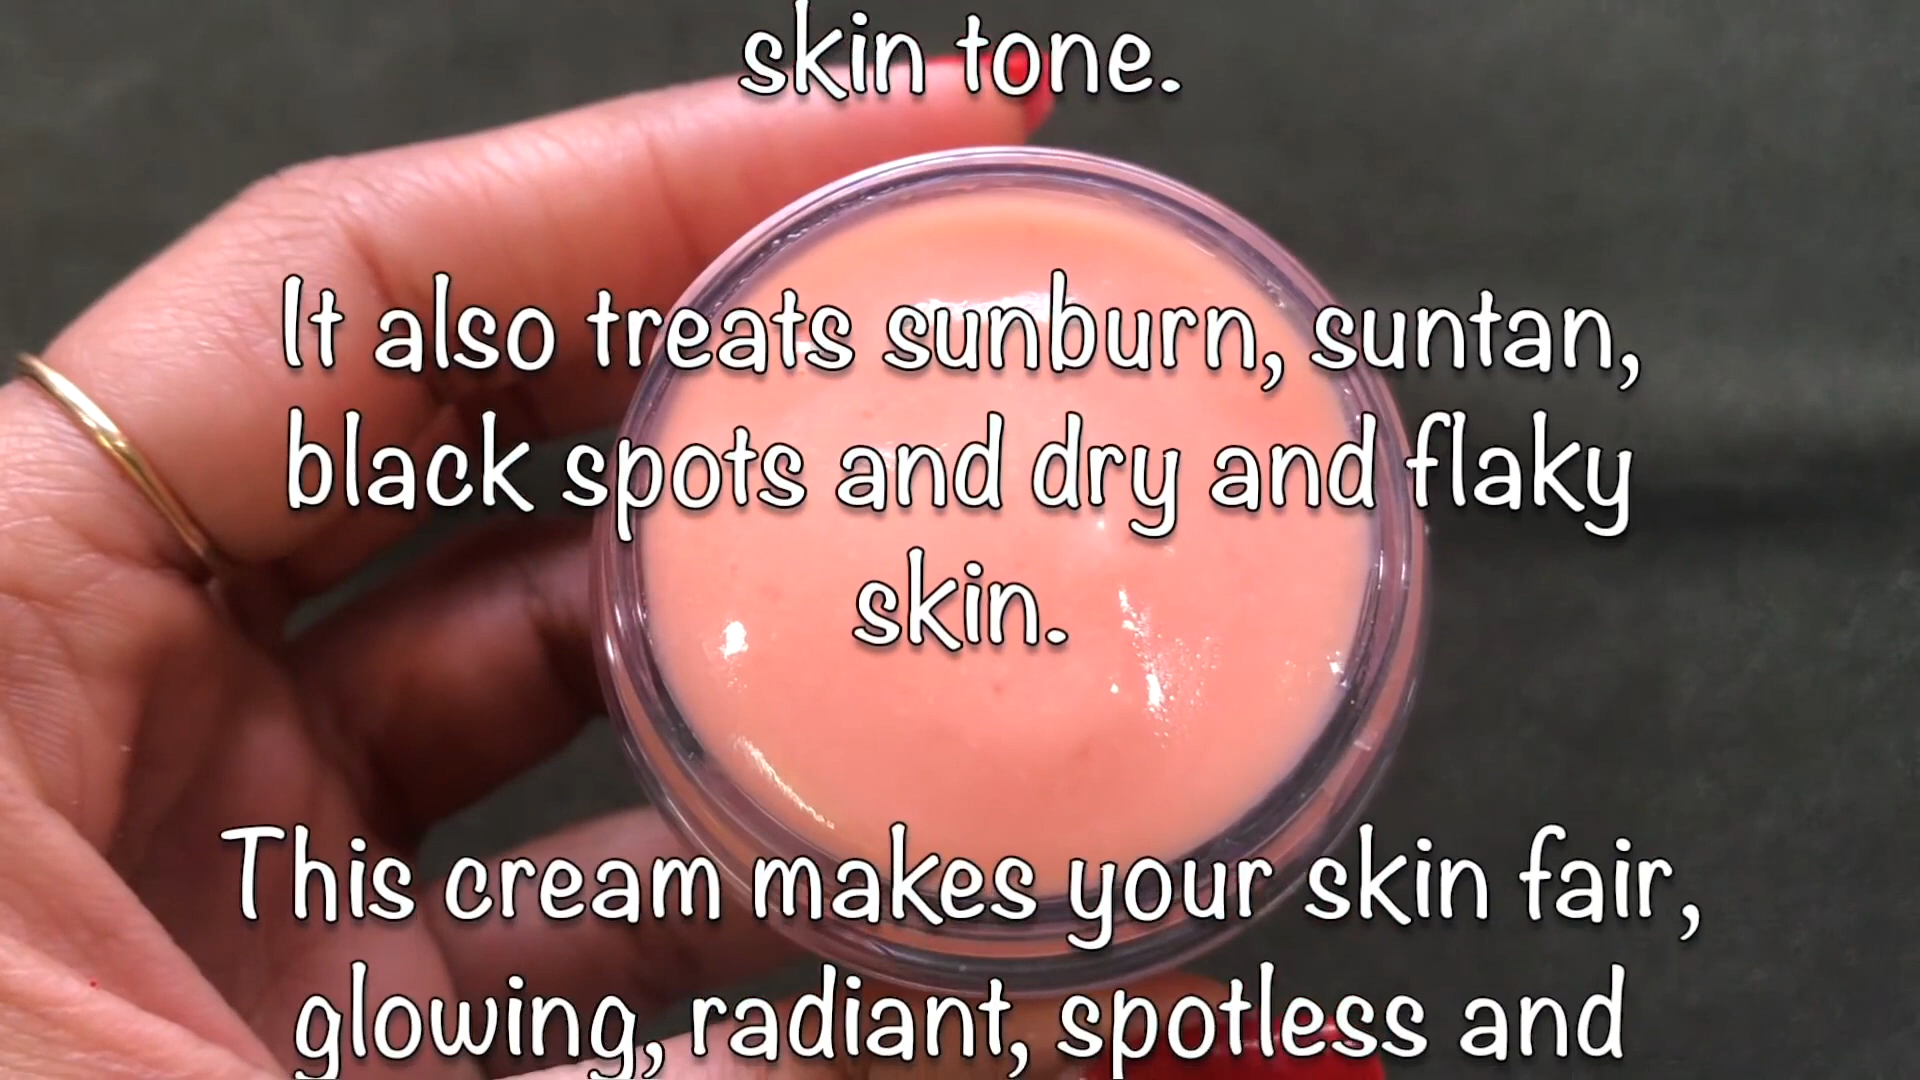 skin tone.
It also treats sunburn, suntan,
black spots and dry and flaky
skin.
This cream makes your skin fair,
glowing, radiant, spotless and